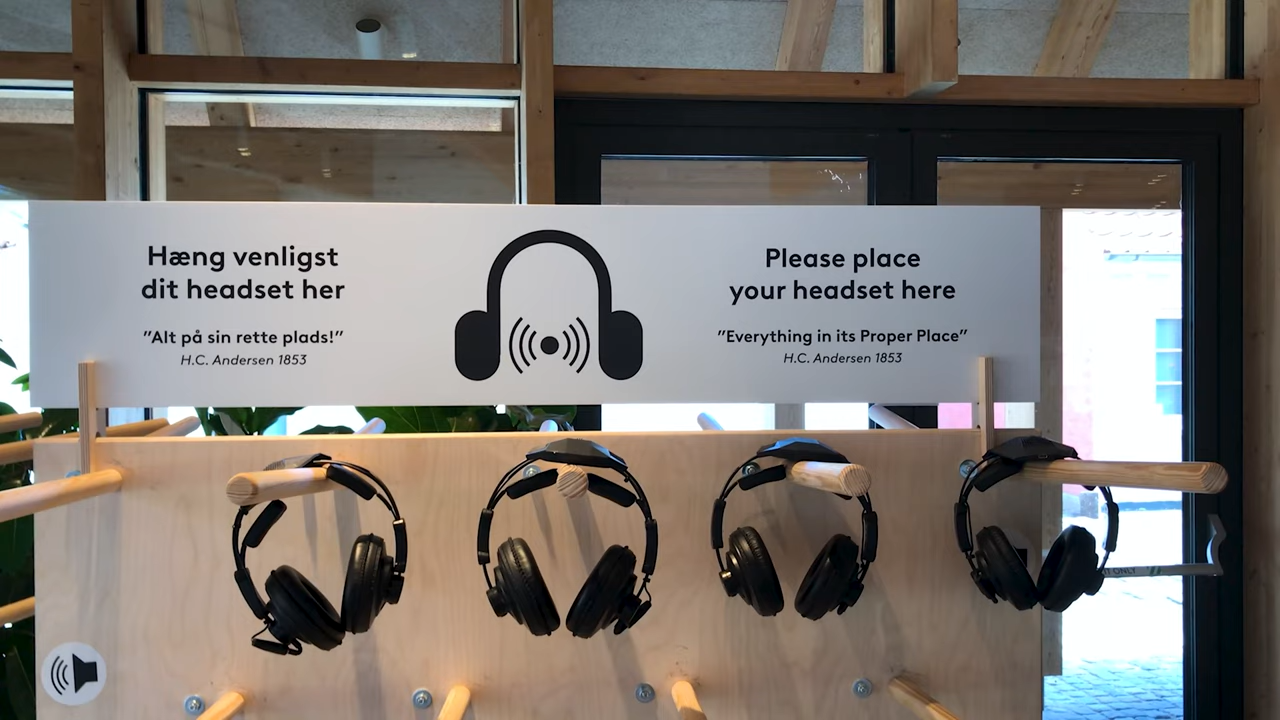 Hæng venligst
dit headset her
"Alt på sin rette plads!"
H.C. Andersen 1853
Please place
your headset here
"Everything in its Proper Place"
H.C. Andersen 1853
ONLY